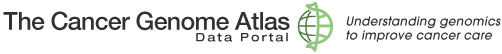 The Cancer Genome Atlas
Data Portal
Understanding genomics
to improve cancer care